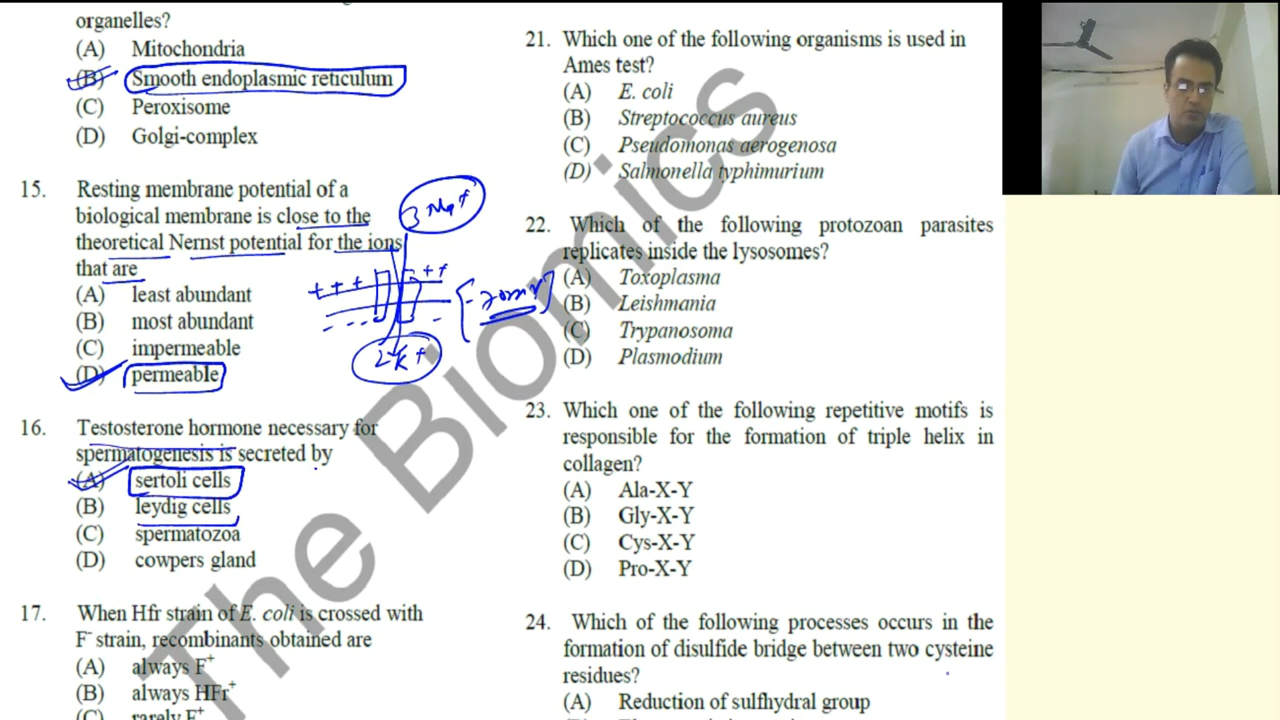 organelles?
(A) Mitochondria
(B) Smooth endoplasmic reticulum
(C) Peroxisome
(D) Golgi-complex
15. Resting membrane potential of a
biological membrane is close to the
theoretical Nernst potential for the ions
that are
(A) least abundant
(B) most abundant
(C) impermeable
(D) permeable
3 Na+
+ + +
+ +
- - -
-
2K+
-70mV
16. Testosterone hormone necessary for
spermatogenesis is secreted by
(A) sertoli cells
(B) leydig cells
(C) spermatozoa
(D) cowpers gland
17. When Hfr strain of E. coli is crossed with
F- strain, recombinants obtained are
(A) always F+
(B) always HFr+
(C) rarely F+
21. Which one of the following organisms is used in
Ames test?
(A) E. coli
(B) Streptococcus aureus
(C) Pseudomonas aerogenosa
(D) Salmonella typhimurium
22. Which of the following protozoan parasites
replicates inside the lysosomes?
(A) Toxoplasma
(B) Leishmania
(C) Trypanosoma
(D) Plasmodium
23. Which one of the following repetitive motifs is
responsible for the formation of triple helix in
collagen?
(A) Ala-X-Y
(B) Gly-X-Y
(C) Cys-X-Y
(D) Pro-X-Y
24. Which of the following processes occurs in the
formation of disulfide bridge between two cysteine
residues?
(A) Reduction of sulfhydral group
The Biomics